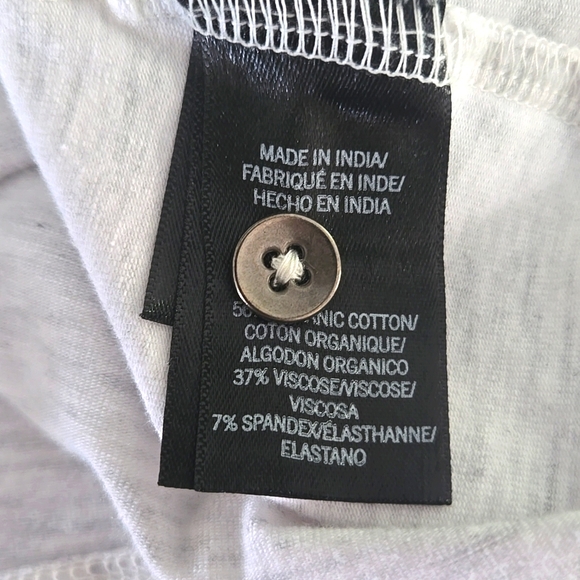 MADE IN INDIA/
FABRIQUÉ EN INDE/
HECHO EN INDIA
COTTON/
COTON ORGANIQUE/
ALGODON ORGANICO
37% VISCOSE/VISCOSE/
VISCOSA
7% SPANDEX/ÉLASTHANNE/
ELASTANO